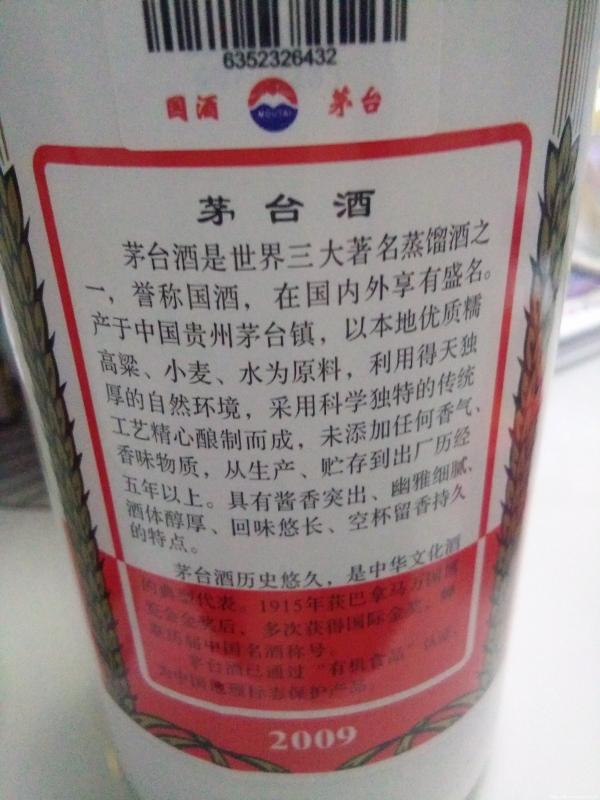 6352326432
国酒 MOUTAI 茅台
茅台酒
茅台酒是世界三大著名蒸馏酒之
一，誉称国酒，在国内外享有盛名。
产于中国贵州茅台镇，以本地优质糯
高粱、小麦、水为原料，利用得天独
厚的自然环境，采用科学独特的传统
工艺精心酿制而成，未添加任何香气、
香味物质，从生产、贮存到出厂历经
五年以上。具有酱香突出、幽雅细腻、
酒体醇厚、回味悠长、空杯留香持久
的特点。
茅台酒历史悠久，是中华文化酒
的典型代表。1915年获巴拿马万国博
览会金奖后，多次获得国际金奖，蝉
联历届中国名酒称号。
茅台酒已通过“有机食品”认证，
为中国地理标志保护产品。
2009